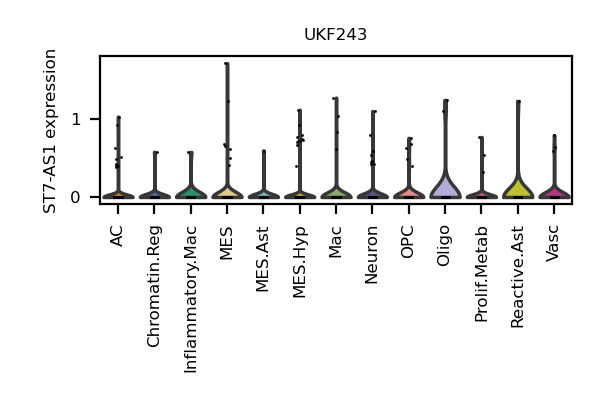 UKF243
ST7-AS1 expression
1
0
AC
Chromatin.Reg
Inflammatory.Mac
MES
MES.Ast
MES.Hyp
Mac
Neuron
OPC
Oligo
Prolif.Metab
Reactive.Ast
Vasc